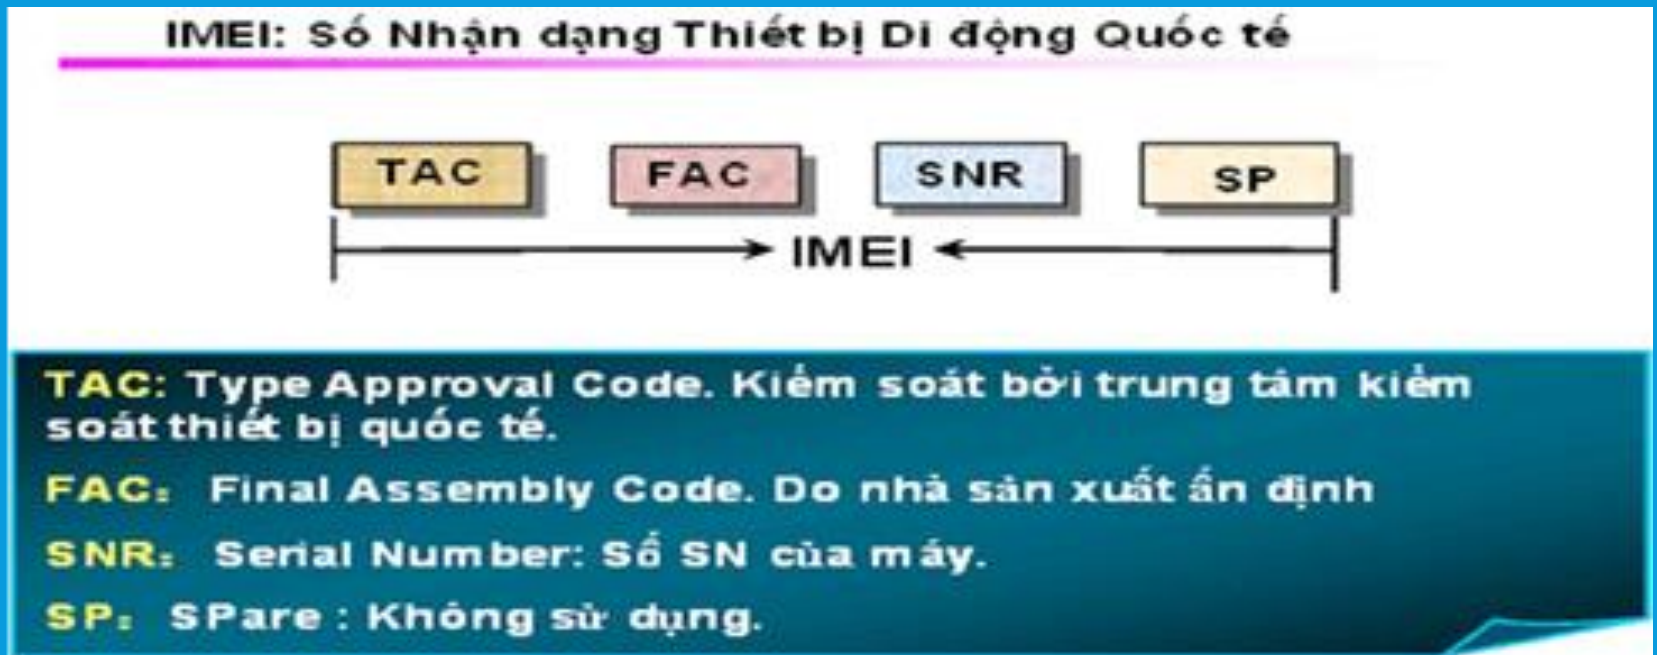 IMEI: Số Nhận dạng Thiết bị Di động Quốc tế
TAC FAC SNR SP
IMEI
TAC: Type Approval Code. Kiểm soát bởi trung tâm kiểm
soát thiết bị quốc tế.
FAC: Final Assembly Code. Do nhà sản xuất ấn định
SNR: Serial Number: Số SN của máy.
SP: SPare : Không sử dụng.